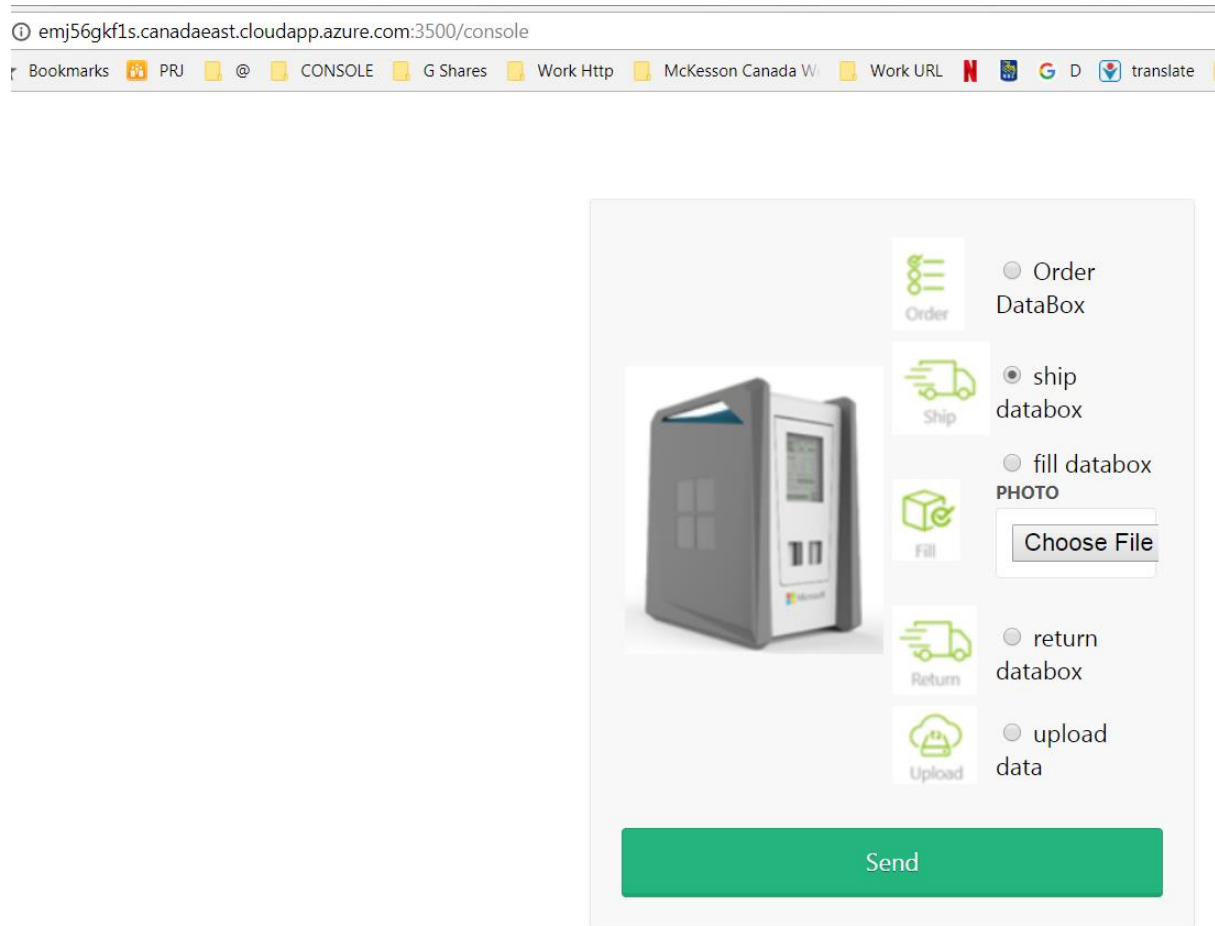 emj56gkf1s.canadaeast.cloudapp.azure.com:3500/console
Bookmarks PRJ @ CONSOLE G Shares Work Http McKesson Canada W Work URL N G D translate
Order
Order
DataBox
Ship
ship
databox
fill databox
PHOTO
Fill
Choose File
Microsoft
Return
return
databox
Upload
upload
data
Send